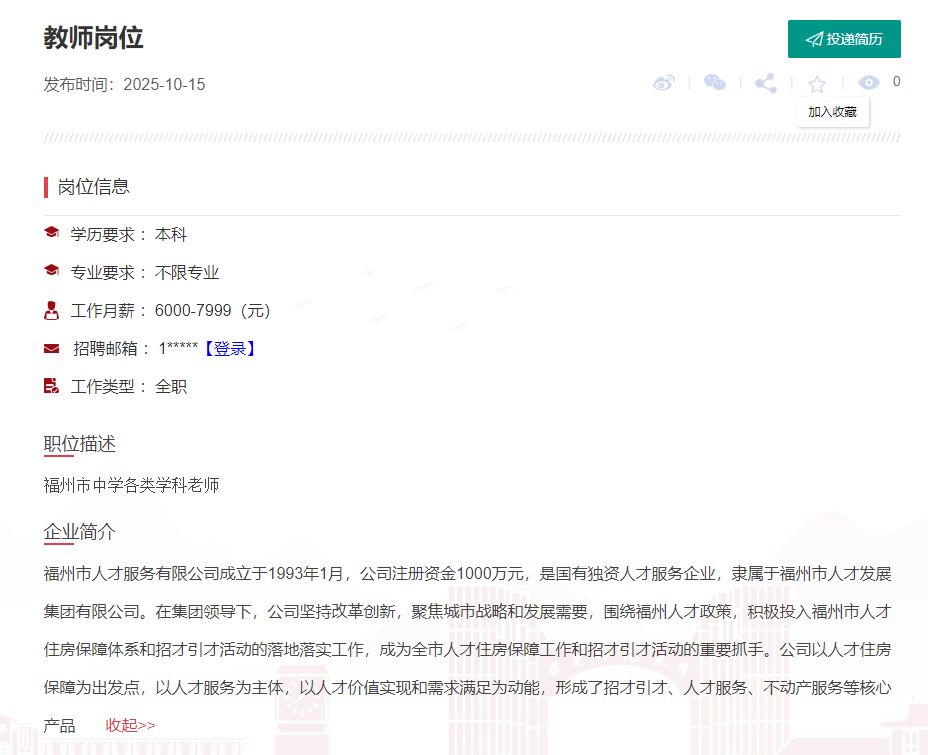 教师岗位
投递简历
发布时间：2025-10-15
0
加入收藏
岗位信息
学历要求 ：本科
专业要求 ：不限专业
工作月薪 ：6000-7999（元）
招聘邮箱 ：1*****【登录】
工作类型 ：全职
职位描述
福州市中学各类学科老师
企业简介
福州市人才服务有限公司成立于1993年1月，公司注册资金1000万元，是国有独资人才服务企业，隶属于福州市人才发展
集团有限公司。在集团领导下，公司坚持改革创新，聚焦城市战略和发展需要，围绕福州人才政策，积极投入福州市人才
住房保障体系和招才引才活动的落地落实工作，成为全市人才住房保障工作和招才引才活动的重要抓手。公司以人才住房
保障为出发点，以人才服务为主体，以人才价值实现和需求满足为动能，形成了招才引才、人才服务、不动产服务等核心
产品 收起>>